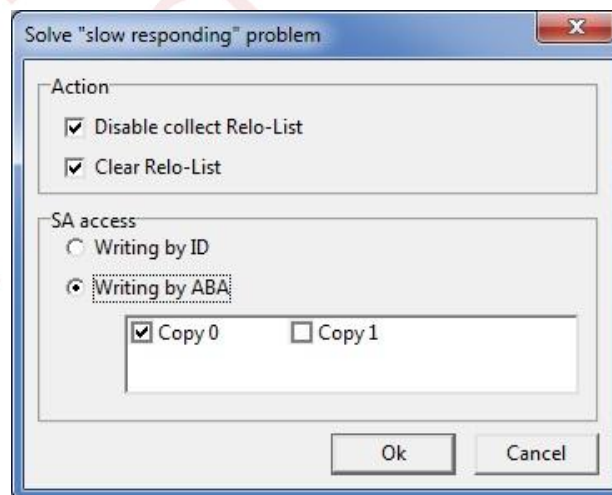 Solve "slow responding" problem
Action
Disable collect Relo-List
Clear Relo-List
SA access
Writing by ID
Writing by ABA
Copy 0 Copy 1
Ok Cancel